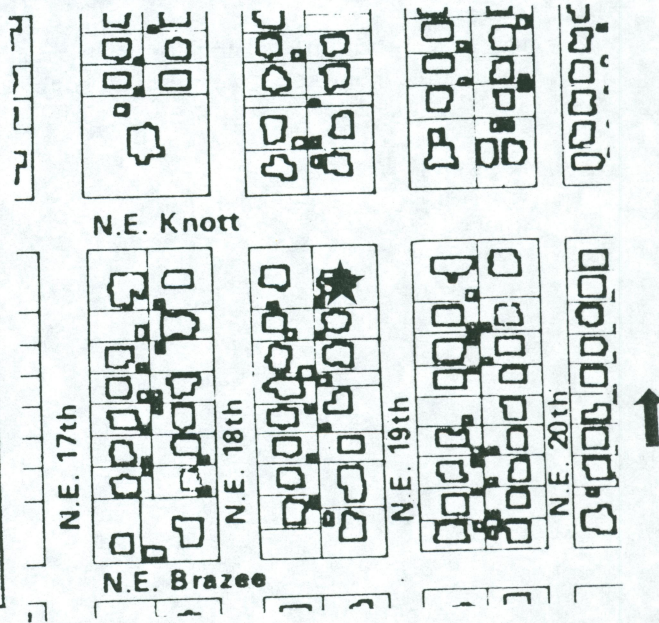 N.E. Knott
N.E. 17th
N.E. 18th
N.E. 19th
N.E. 20th
N.E. Brazee